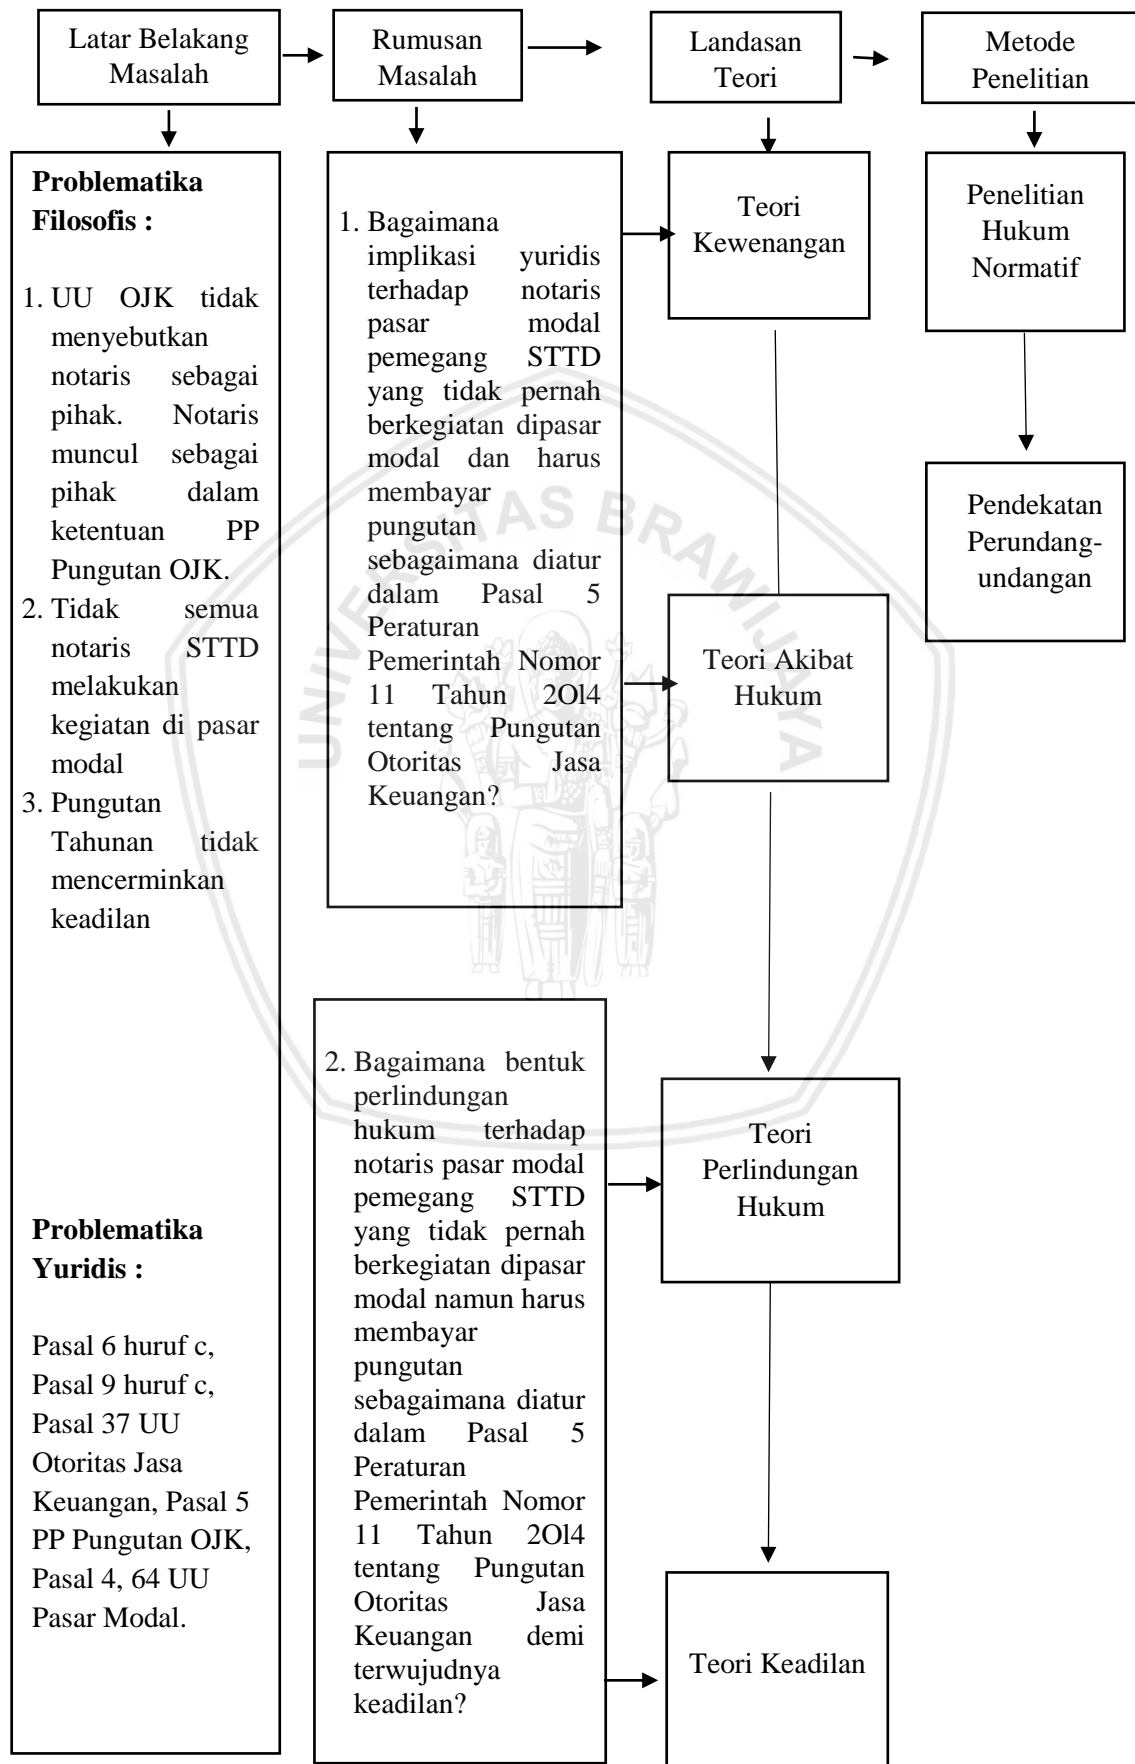 Latar Belakang
Masalah
Rumusan
Masalah
Landasan
Teori
Metode
Penelitian
Problematika
Filosofis :
1. UU OJK tidak
menyebutkan
notaris sebagai
pihak. Notaris
muncul sebagai
pihak dalam
ketentuan PP
Pungutan OJK.
2. Tidak semua
notaris STTD
melakukan
kegiatan di pasar
modal
3. Pungutan
Tahunan tidak
mencerminkan
keadilan
Problematika
Yuridis :
Pasal 6 huruf c,
Pasal 9 huruf c,
Pasal 37 UU
Otoritas Jasa
Keuangan, Pasal 5
PP Pungutan OJK,
Pasal 4, 64 UU
Pasar Modal.
1. Bagaimana
implikasi yuridis
terhadap notaris
pasar modal
pemegang STTD
yang tidak pernah
berkegiatan dipasar
modal dan harus
membayar
pungutan
sebagaimana diatur
dalam Pasal 5
Peraturan
Pemerintah Nomor
11 Tahun 2Ol4
tentang Pungutan
Otoritas Jasa
Keuangan?
2. Bagaimana bentuk
perlindungan
hukum terhadap
notaris pasar modal
pemegang STTD
yang tidak pernah
berkegiatan dipasar
modal namun harus
membayar
pungutan
sebagaimana diatur
dalam Pasal 5
Peraturan
Pemerintah Nomor
11 Tahun 2Ol4
tentang Pungutan
Otoritas Jasa
Keuangan demi
terwujudnya
keadilan?
Teori
Kewenangan
Teori Akibat
Hukum
Teori
Perlindungan
Hukum
Teori Keadilan
Penelitian
Hukum
Normatif
Pendekatan
Perundang-
undangan
UNIVERSITAS BRAWIJAYA